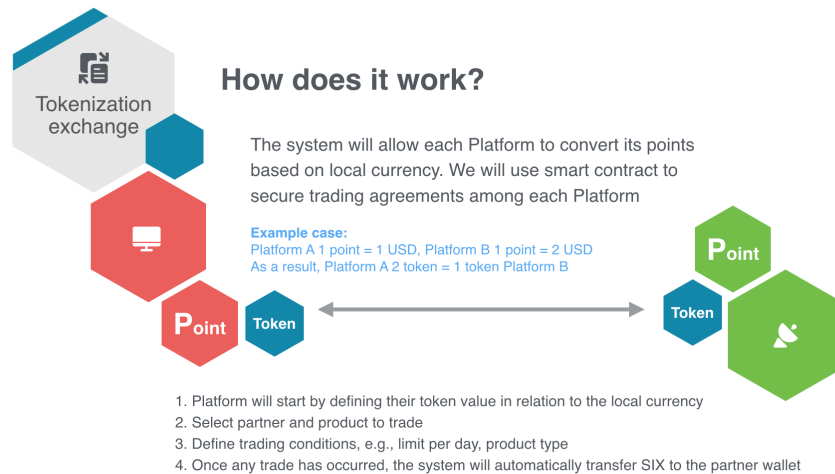 Tokenization
exchange
How does it work?
The system will allow each Platform to convert its points
based on local currency. We will use smart contract to
secure trading agreements among each Platform
Example case:
Platform A 1 point = 1 USD, Platform B 1 point = 2 USD
As a result, Platform A 2 token = 1 token Platform B
Point
Token
Point
Token
1. Platform will start by defining their token value in relation to the local currency
2. Select partner and product to trade
3. Define trading conditions, e.g., limit per day, product type
4. Once any trade has occurred, the system will automatically transfer SIX to the partner wallet